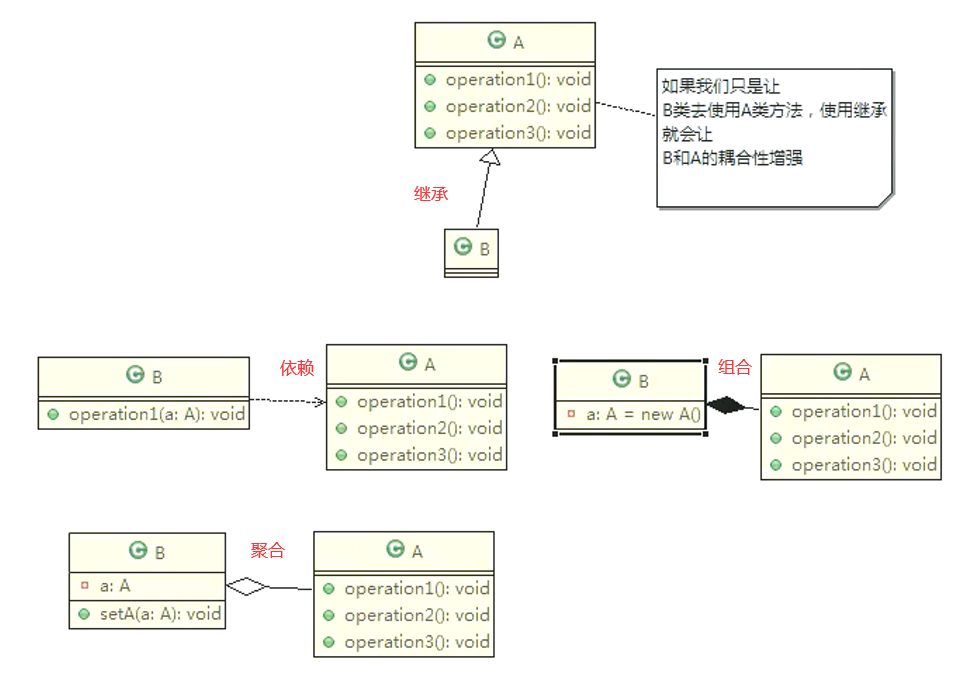 A
operation1(): void
operation2(): void
operation3(): void
如果我们只是让
B类去使用A类方法，使用继承
就会让
B和A的耦合性增强
继承
B
B
operation1(a: A): void
依赖
A
operation1(): void
operation2(): void
operation3(): void
B
a: A = new A()
组合
A
operation1(): void
operation2(): void
operation3(): void
B
a: A
setA(a: A): void
聚合
A
operation1(): void
operation2(): void
operation3(): void